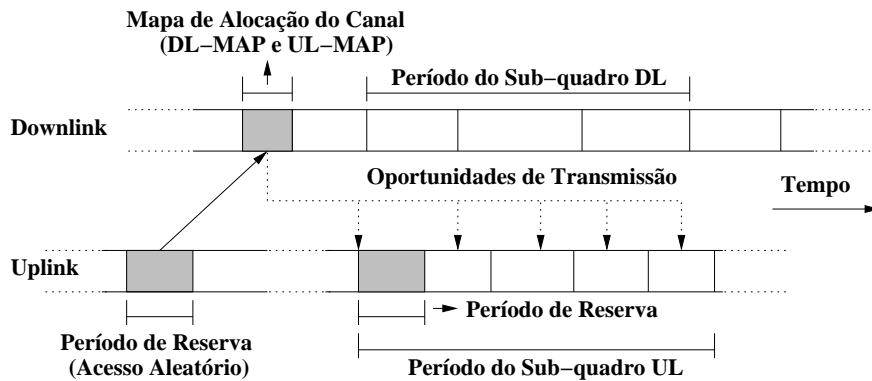 Mapa de Alocação do Canal
(DL−MAP e UL−MAP)
Período do Sub−quadro DL
Downlink
Oportunidades de Transmissão
Tempo
Uplink
Período de Reserva
Período de Reserva
(Acesso Aleatório)
Período do Sub−quadro UL